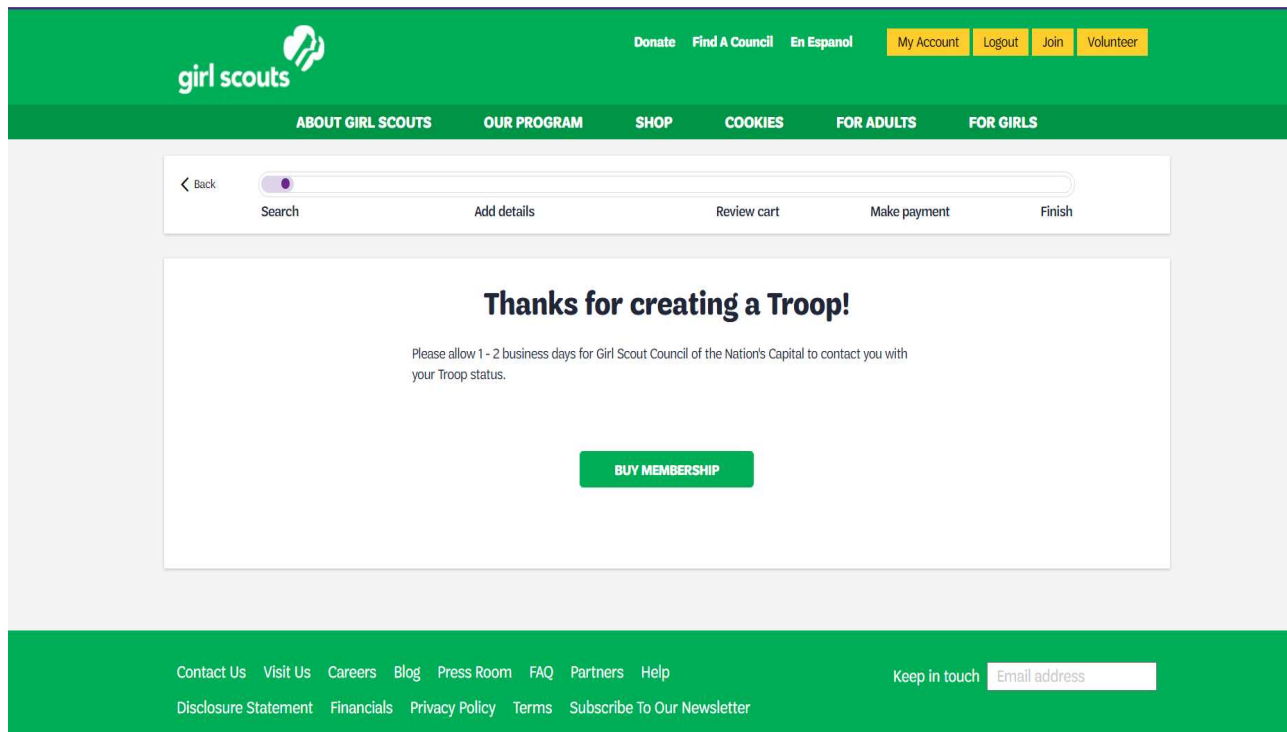 Donate Find A Council En Espanol My Account Logout Join Volunteer
girl scouts
ABOUT GIRL SCOUTS OUR PROGRAM SHOP COOKIES FOR ADULTS FOR GIRLS
Back
Search Add details Review cart Make payment Finish
Thanks for creating a Troop!
Please allow 1 - 2 business days for Girl Scout Council of the Nation's Capital to contact you with
your Troop status.
BUY MEMBERSHIP
Contact Us Visit Us Careers Blog Press Room FAQ Partners Help Keep in touch Email address
Disclosure Statement Financials Privacy Policy Terms Subscribe To Our Newsletter